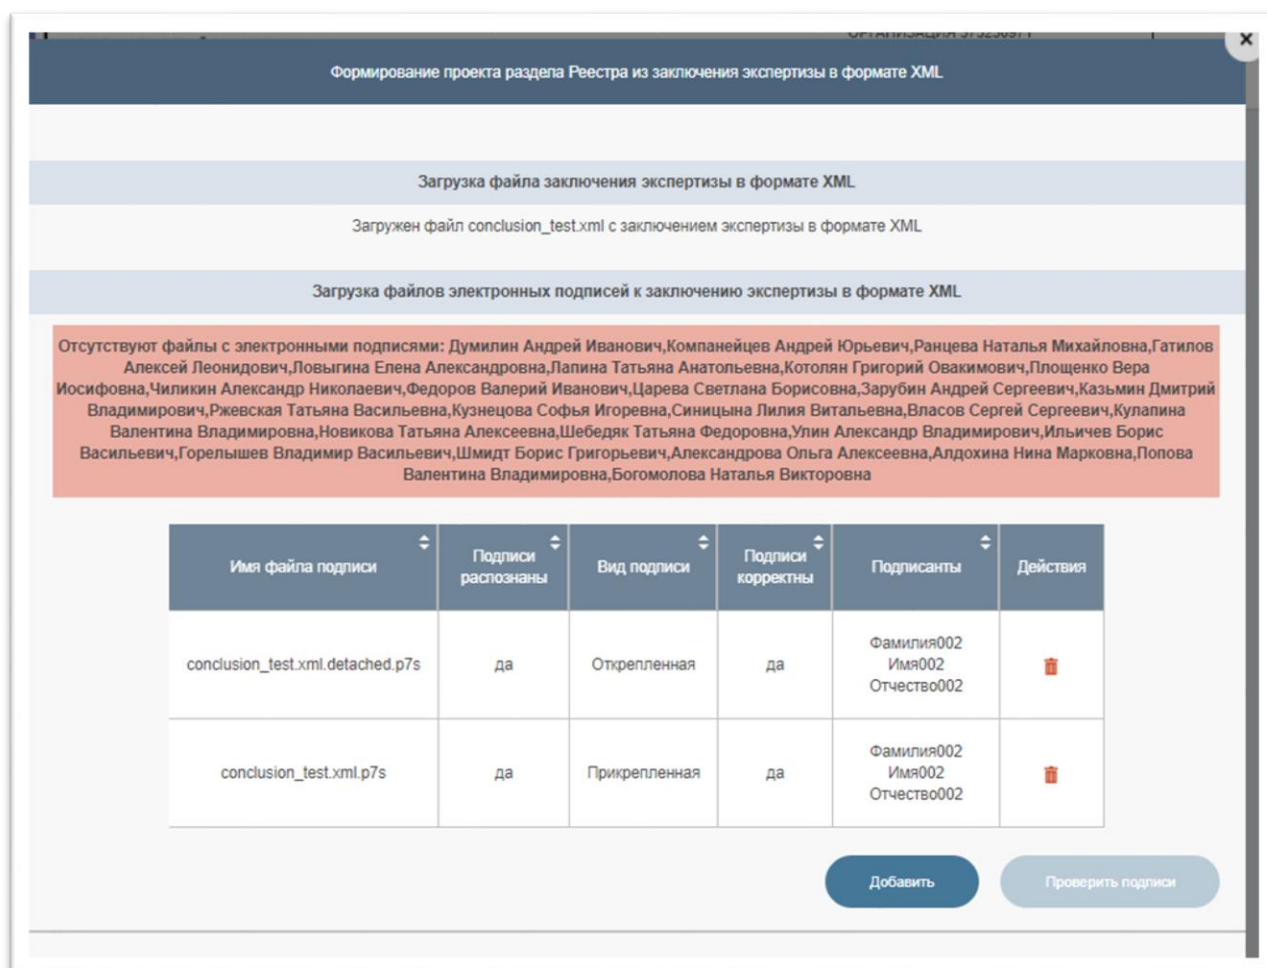 Формирование проекта раздела Реестра из заключения экспертизы в формате XML
Загрузка файла заключения экспертизы в формате XML
Загружен файл conclusion_test.xml с заключением экспертизы в формате XML
Загрузка файлов электронных подписей к заключению экспертизы в формате XML
Отсутствуют файлы с электронными подписями: Думилин Андрей Иванович,Компанейцев Андрей Юрьевич,Ранцева Наталья Михайловна,Гатилов
Алексей Леонидович,Ловыгина Елена Александровна,Лапина Татьяна Анатольевна,Котолян Григорий Овакимович,Площенко Вера
Иосифовна,Чиликин Александр Николаевич,Федоров Валерий Иванович,Царева Светлана Борисовна,Зарубин Андрей Сергеевич,Казьмин Дмитрий
Владимирович,Ржевская Татьяна Васильевна,Кузнецова Софья Игоревна,Синицына Лилия Витальевна,Власов Сергей Сергеевич,Кулапина
Валентина Владимировна,Новикова Татьяна Алексеевна,Шебедяк Татьяна Федоровна,Улин Александр Владимирович,Ильичев Борис
Васильевич,Горелышев Владимир Васильевич,Шмидт Борис Григорьевич,Александрова Ольга Алексеевна,Алдохина Нина Марковна,Попова
Валентина Владимировна,Богомолова Наталья Викторовна
Имя файла подписи
Подписи
распознаны
Вид подписи
Подписи
корректны
Подписанты
Действия
conclusion_test.xml.detached.p7s
да
Открепленная
да
Фамилия002
Имя002
Отчество002
conclusion_test.xml.p7s
да
Прикрепленная
да
Фамилия002
Имя002
Отчество002
Добавить
Проверить подписи